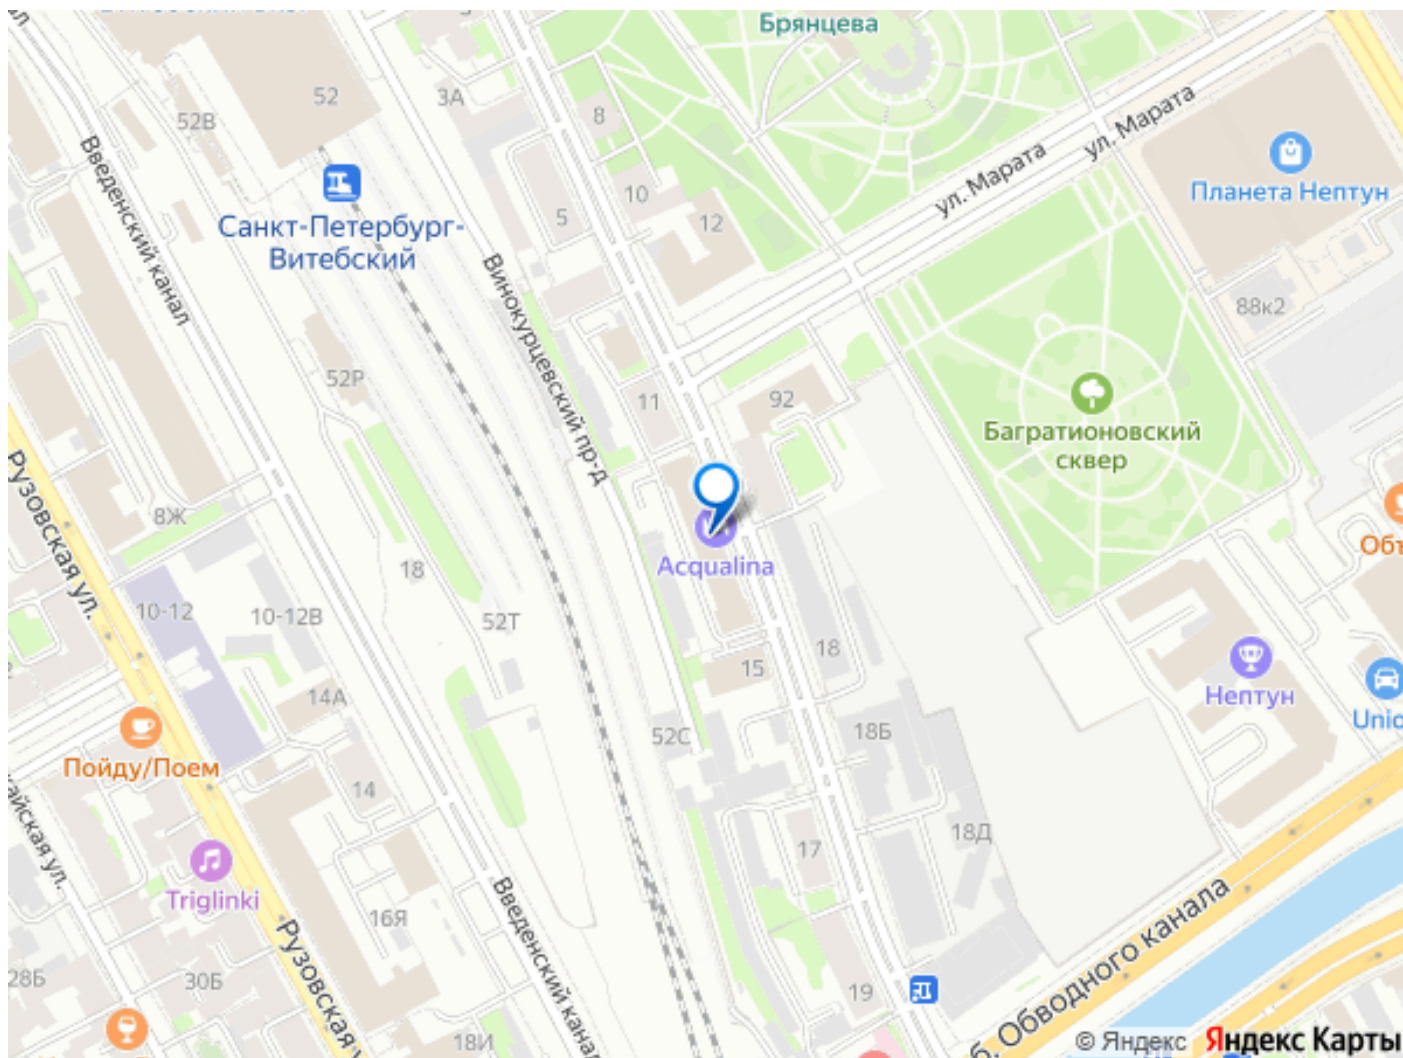 Брянцева
52
3А
52В
8
ул. Марата
ул. Марата
Введенский канал
Планета Нептун
10
5
12
Санкт-Петербург-
Витебский
Винокурцевский пр-д
88к2
52Р
11
92
Багратионовский
сквер
Рузовская ул.
8Ж
Acqualina
18
10-12
10-12В
52Т
18
15
14А
Нептун
52С
18Б
Пойду/Поем
14
18Д
17
Triglinki
Введенский канал
16Я
Рузовская
28Б
30Б
19
б. Обводного канала
18И
© Яндекс Яндекс Карты